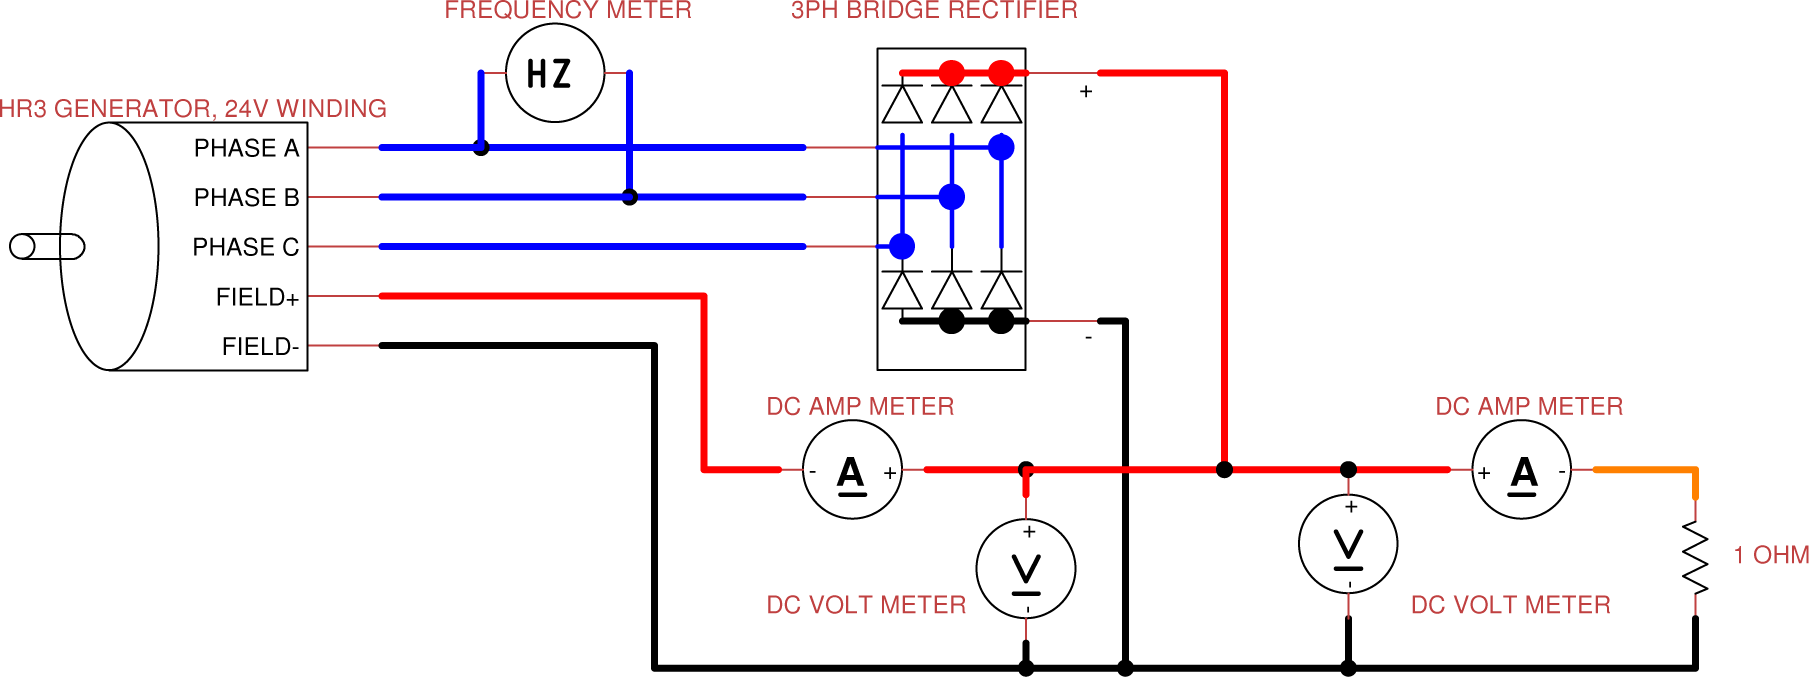 FREQUENCY METER
3PH BRIDGE RECTIFIER
HZ
+
HR3 GENERATOR, 24V WINDING
PHASE A
PHASE B
PHASE C
FIELD+
FIELD-
-
DC AMP METER
DC AMP METER
- A +
+ A -
+
V
-
+
V
-
1 OHM
DC VOLT METER
DC VOLT METER